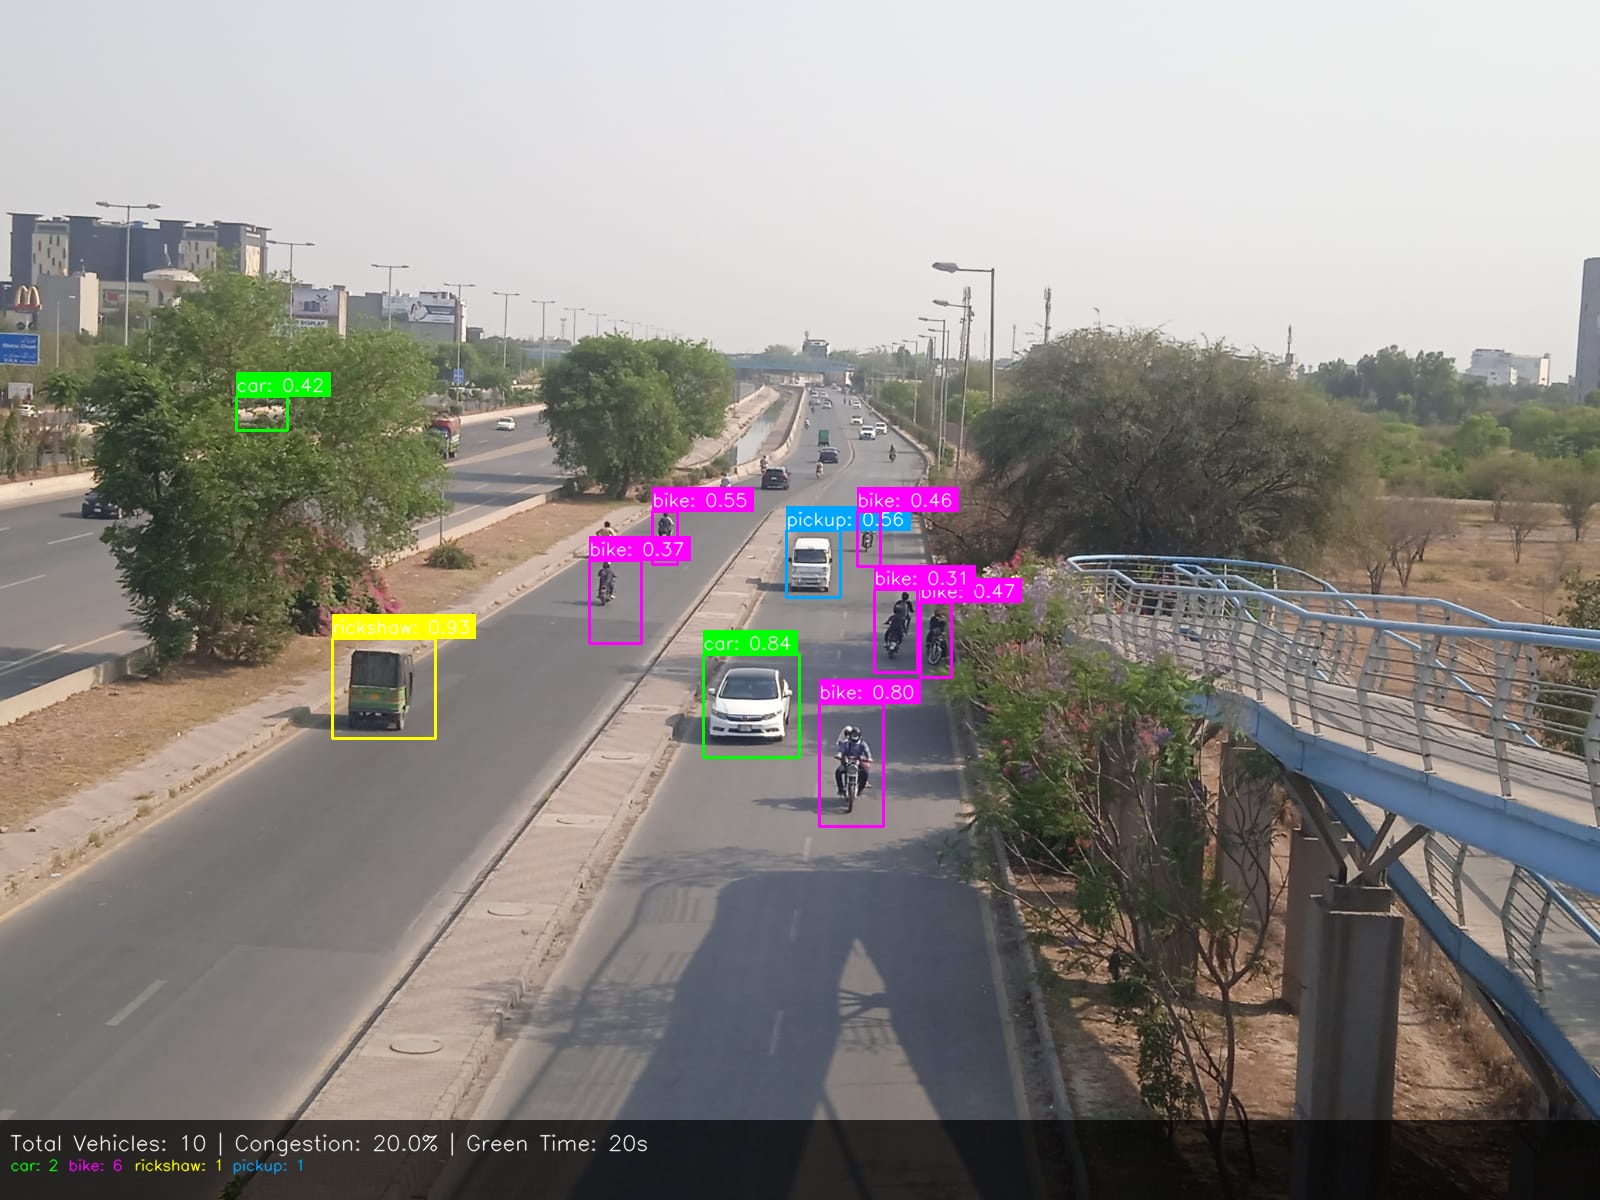 car: 0.42
bike: 0.55
bike: 0.46
pickup: 0.56
bike: 0.37
bike: 0.31
bike: 0.47
rickshaw: 0.93
car: 0.84
bike: 0.80
Total Vehicles: 10 | Congestion: 20.0% | Green Time: 20s
car: 2 bike: 6 rickshaw: 1 pickup: 1